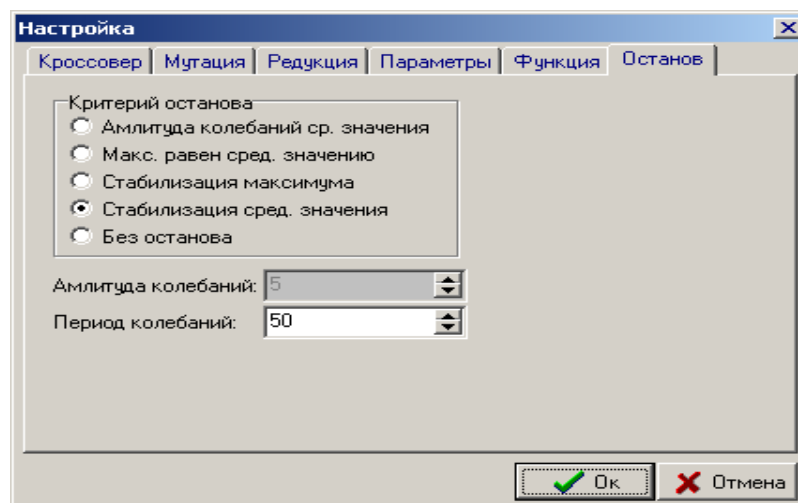 Настройка
Кроссовер Мутация Редукция Параметры Функция Останов
Критерий останова
Амлитуда колебаний ср. значения
Макс. равен сред. значению
Стабилизация максимума
Стабилизация сред. значения
Без останова
Амлитуда колебаний: 5
Период колебаний: 50
Ок Отмена